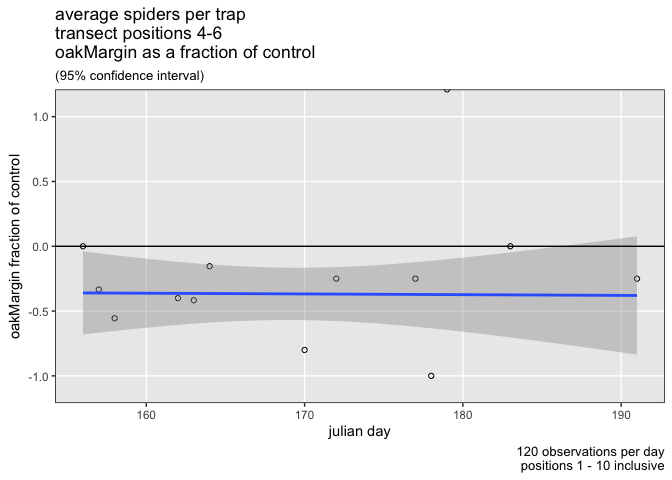 average spiders per trap
transect positions 4-6
oakMargin as a fraction of control
(95% confidence interval)
oakMargin fraction of control
1.0
0.5
0.0
-0.5
-1.0
160
170
180
190
julian day
120 observations per day
positions 1 - 10 inclusive